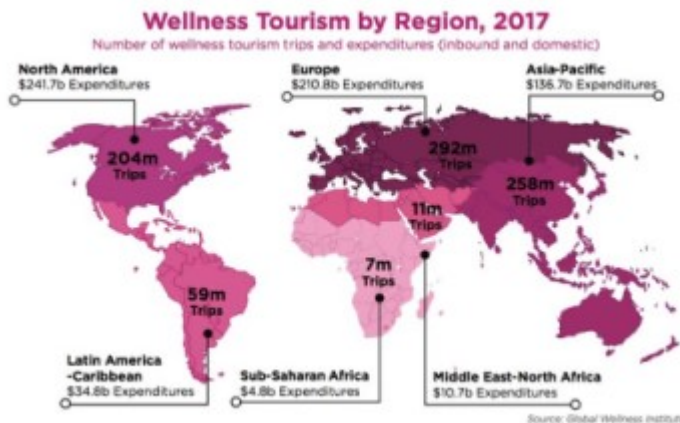 Wellness Tourism by Region, 2017
Number of wellness tourism trips and expenditures (inbound and domestic)
North America
$241.7b Expenditures
Europe
$210.8b Expenditures
Asia-Pacific
$136.7b Expenditures
204m
Trips
292m
Trips
258m
Trips
11m
Trips
7m
Trips
59m
Trips
Latin America
-Caribbean
$34.8b Expenditures
Sub-Saharan Africa
$4.8b Expenditures
Middle East-North Africa
$10.7b Expenditures
Source: Global Wellness Institute